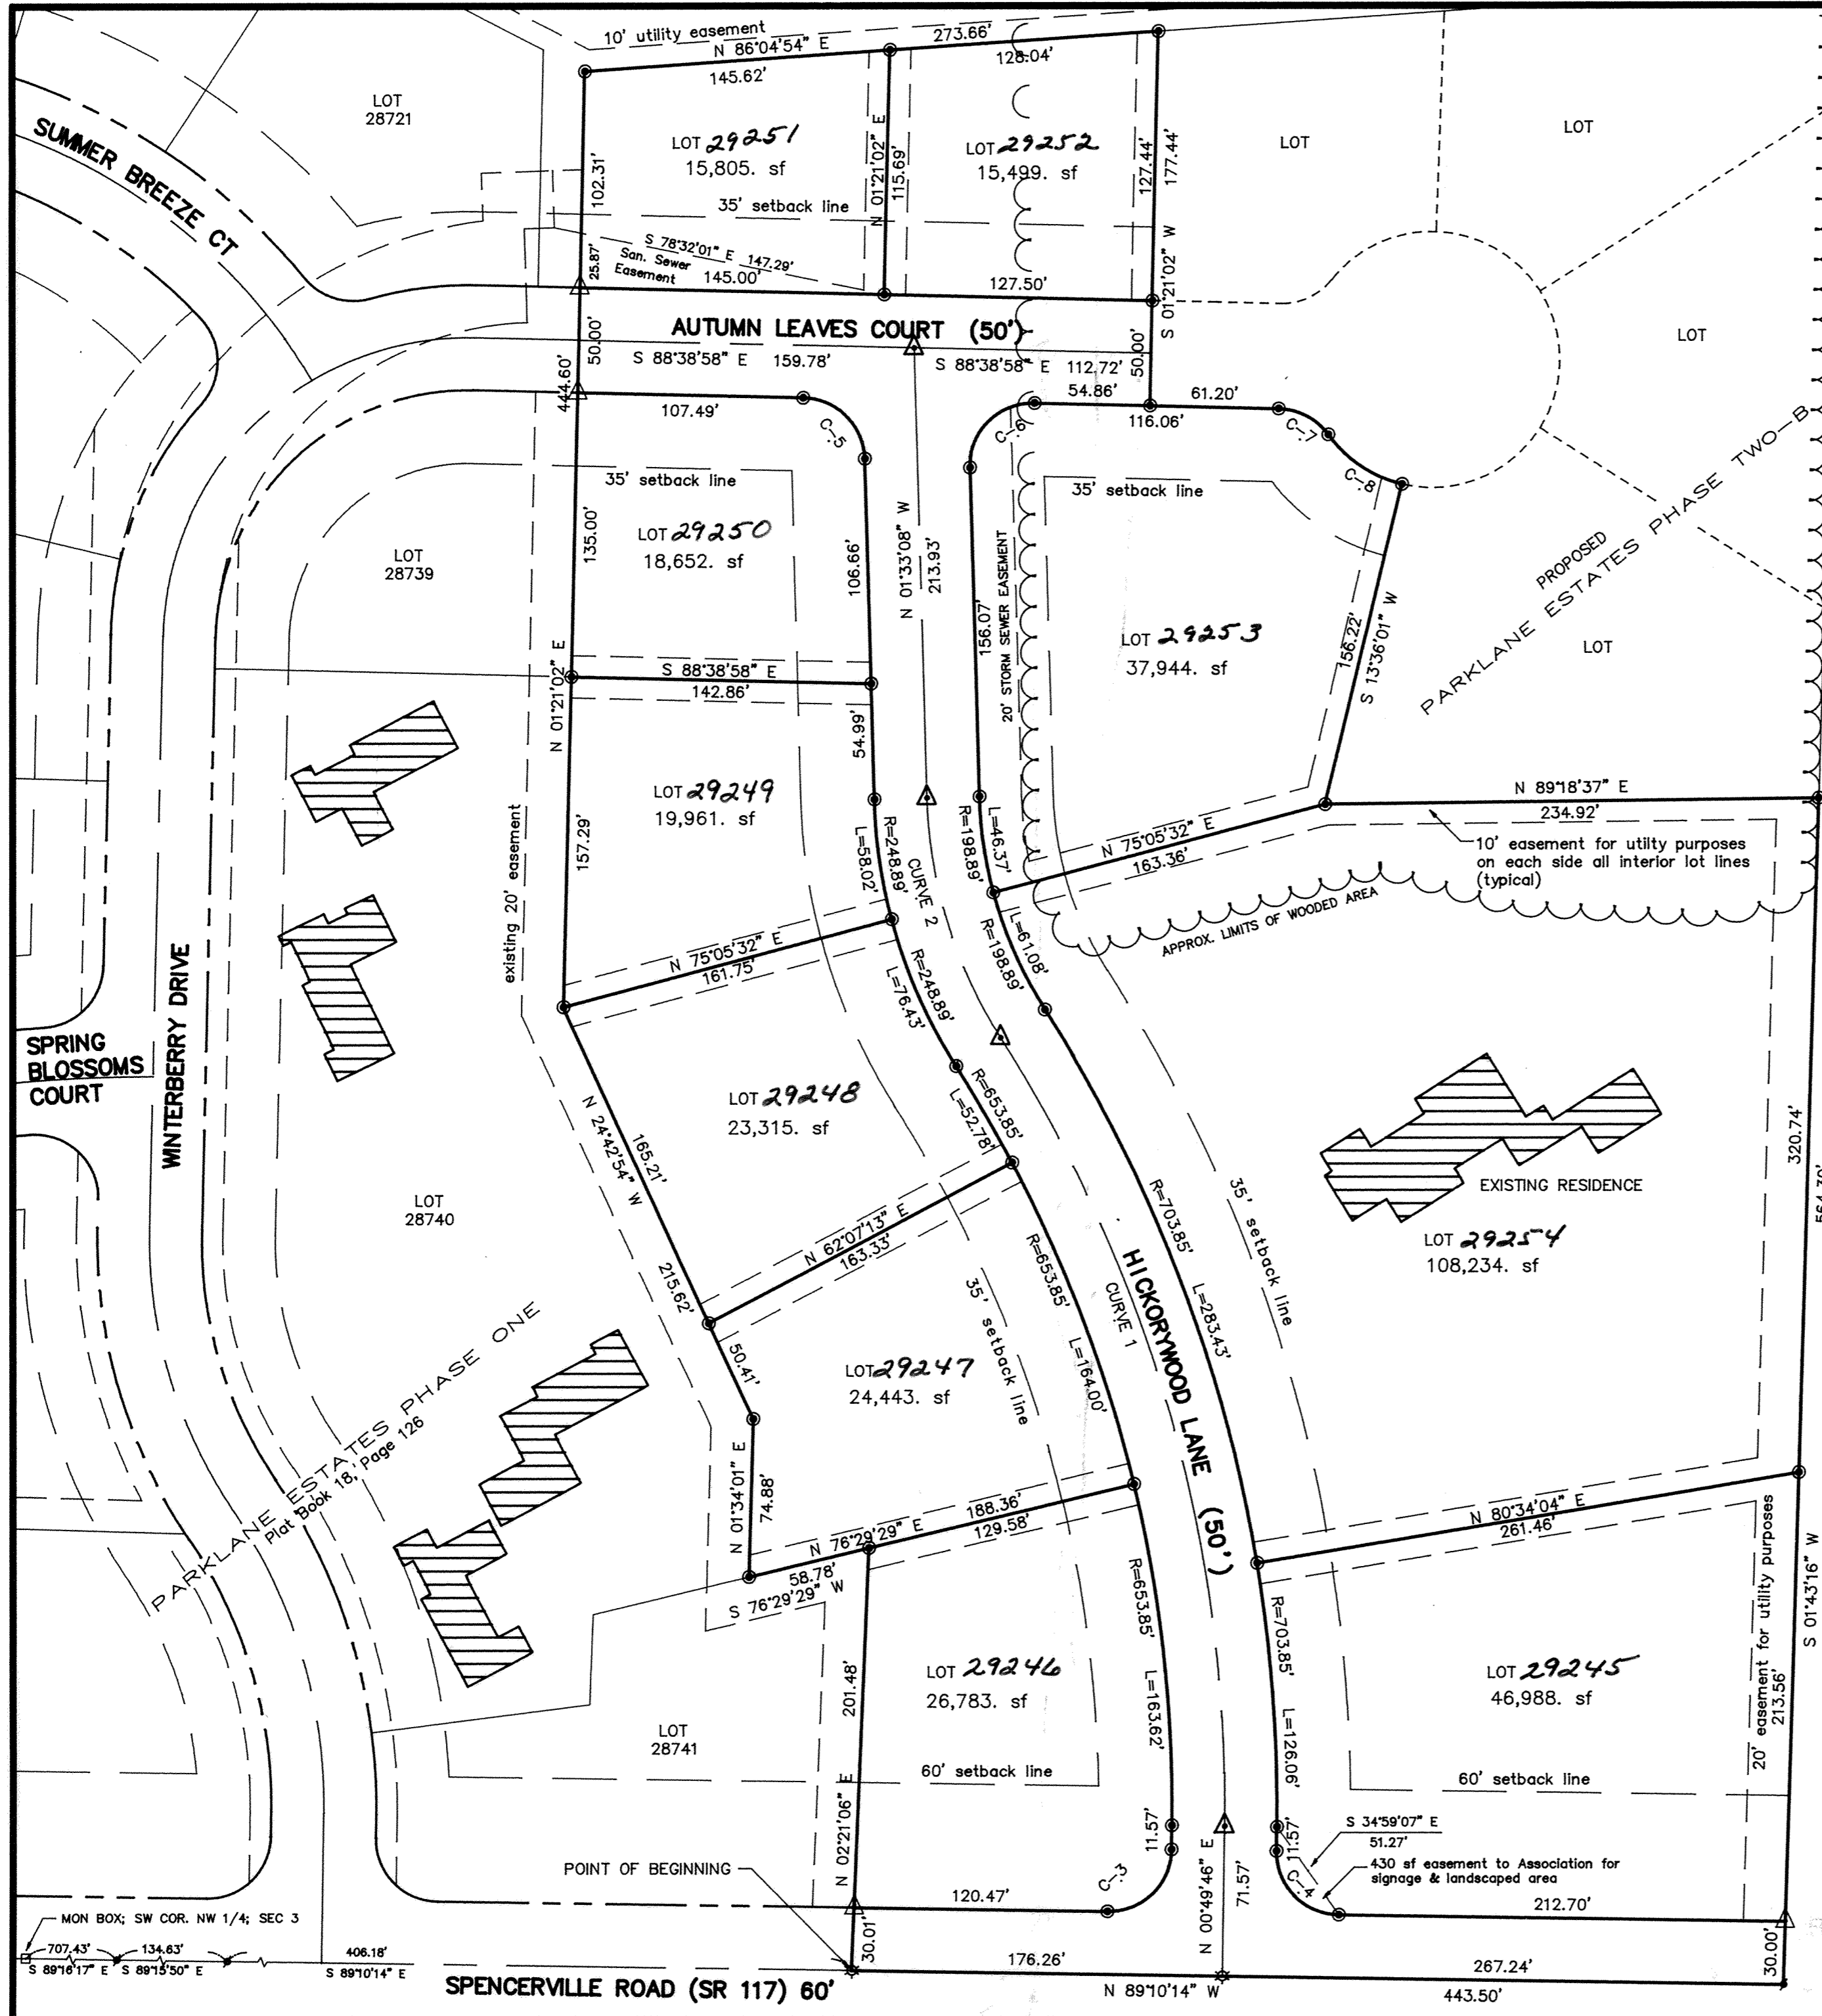 10' utility easement
N 86°04'54" E
273.66'
145.62'
128.04'
LOT
28721
SUMMER BREEZE CT
LOT 29251
15,805. sf
102.31'
N 01°21'02" E
115.69'
LOT 29252
15,499. sf
127.44'
177.44'
LOT
LOT
35' setback line
S 78°32'01" E 147.29'
San. Sewer
Easement
25.87'
145.00'
127.50'
S 01°21'02" W
LOT
AUTUMN LEAVES COURT (50')
50.00'
S 88°38'58" E 159.78'
S 88°38'58" E 112.72'
50.00'
444.60'
107.49'
C-.5
C-.6
54.86'
61.20'
116.06'
C-.7
C-.8
35' setback line
35' setback line
LOT 29250
18,652. sf
135.00'
106.66'
N 01°33'08" W
213.93'
LOT
28739
156.07'
20' STORM SEWER EASEMENT
LOT 29253
37,944. sf
156.22'
S 13°36'01" W
PROPOSED
PARKLANE ESTATES PHASE TWO-B
LOT
N 01°21'02" E
S 88°38'58" E
142.86'
54.99'
LOT 29249
19,961. sf
157.29'
existing 20' easement
R=248.89'
L=58.02'
CURVE 2
L=46.37'
R=198.89'
N 75°05'32" E
163.36'
N 89°18'37" E
234.92'
10' easement for utilty purposes
on each side all interior lot lines
(typical)
APPROX. LIMITS OF WOODED AREA
N 75°05'32" E
161.75'
R=248.89'
L=76.43'
L=61.08'
R=198.89'
SPRING
BLOSSOMS
COURT
WINTERBERRY DRIVE
LOT 29248
23,315. sf
N 24°42'54" W
165.21'
215.62'
R=653.85'
L=52.78'
LOT
28740
N 62°07'13" E
163.33'
R=703.85'
L=283.43'
35' setback line
EXISTING RESIDENCE
LOT 29254
108,234. sf
320.74'
HICKORYWOOD LANE (50')
CURVE 1
R=653.85'
L=164.00'
35' setback line
LOT 29247
24,443. sf
50.41'
PARKLANE ESTATES PHASE ONE
Plat Book 18, Page 126
N 01°34'01" E
74.88'
N 76°29'29" E
188.36'
129.58'
58.78'
S 76°29'29" W
N 80°34'04" E
261.46'
S 01°43'16" W
20' easement for utility purposes
213.56'
R=653.85'
L=163.62'
R=703.85'
L=126.06'
LOT 29246
26,783. sf
201.48'
LOT 29245
46,988. sf
LOT
28741
60' setback line
60' setback line
N 02°21'06" E
11.57'
11.57'
S 34°59'07" E
51.27'
430 sf easement to Association for
signage & landscaped area
POINT OF BEGINNING
C-.3
C-.4
120.47'
N 00°49'46" E
71.57'
212.70'
MON BOX; SW COR. NW 1/4; SEC 3
707.43'
134.63'
406.18'
S 89°16'17" E
S 89°15'50" E
S 89°10'14" E
30.01'
176.26'
267.24'
30.00'
SPENCERVILLE ROAD (SR 117) 60'
N 89°10'14" W
443.50'